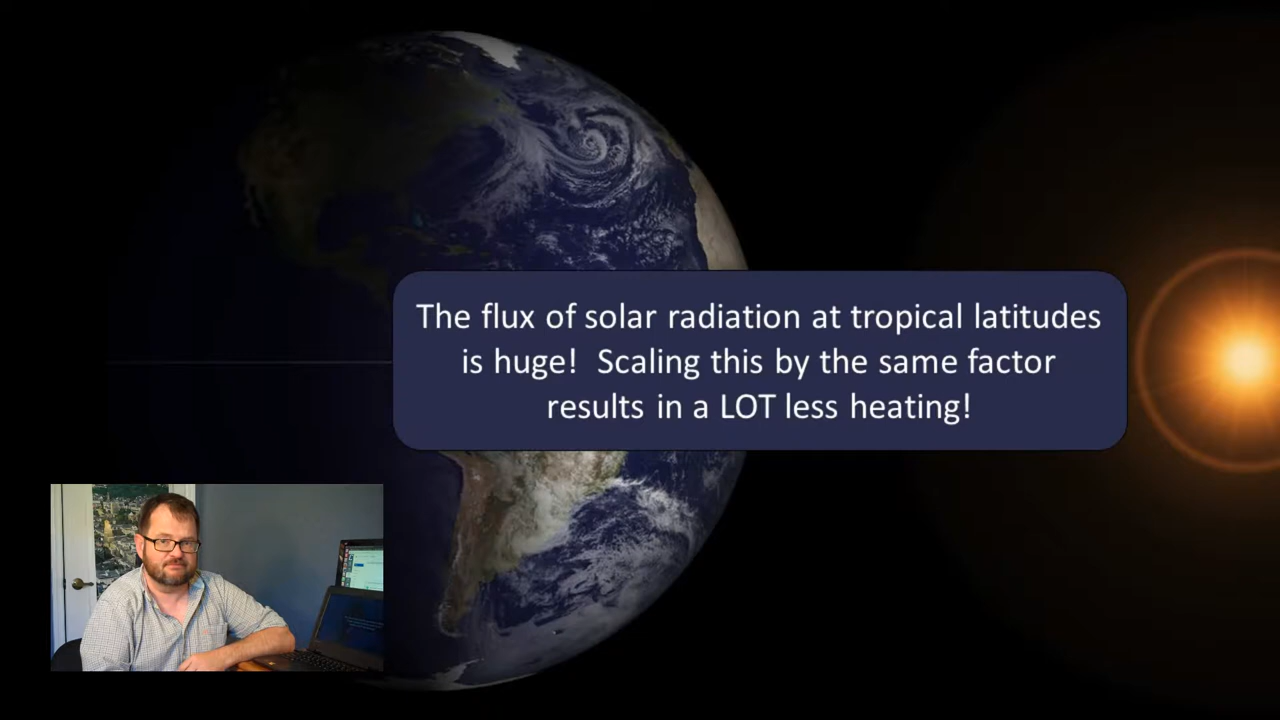 The flux of solar radiation at tropical latitudes
is huge!  Scaling this by the same factor
results in a LOT less heating!